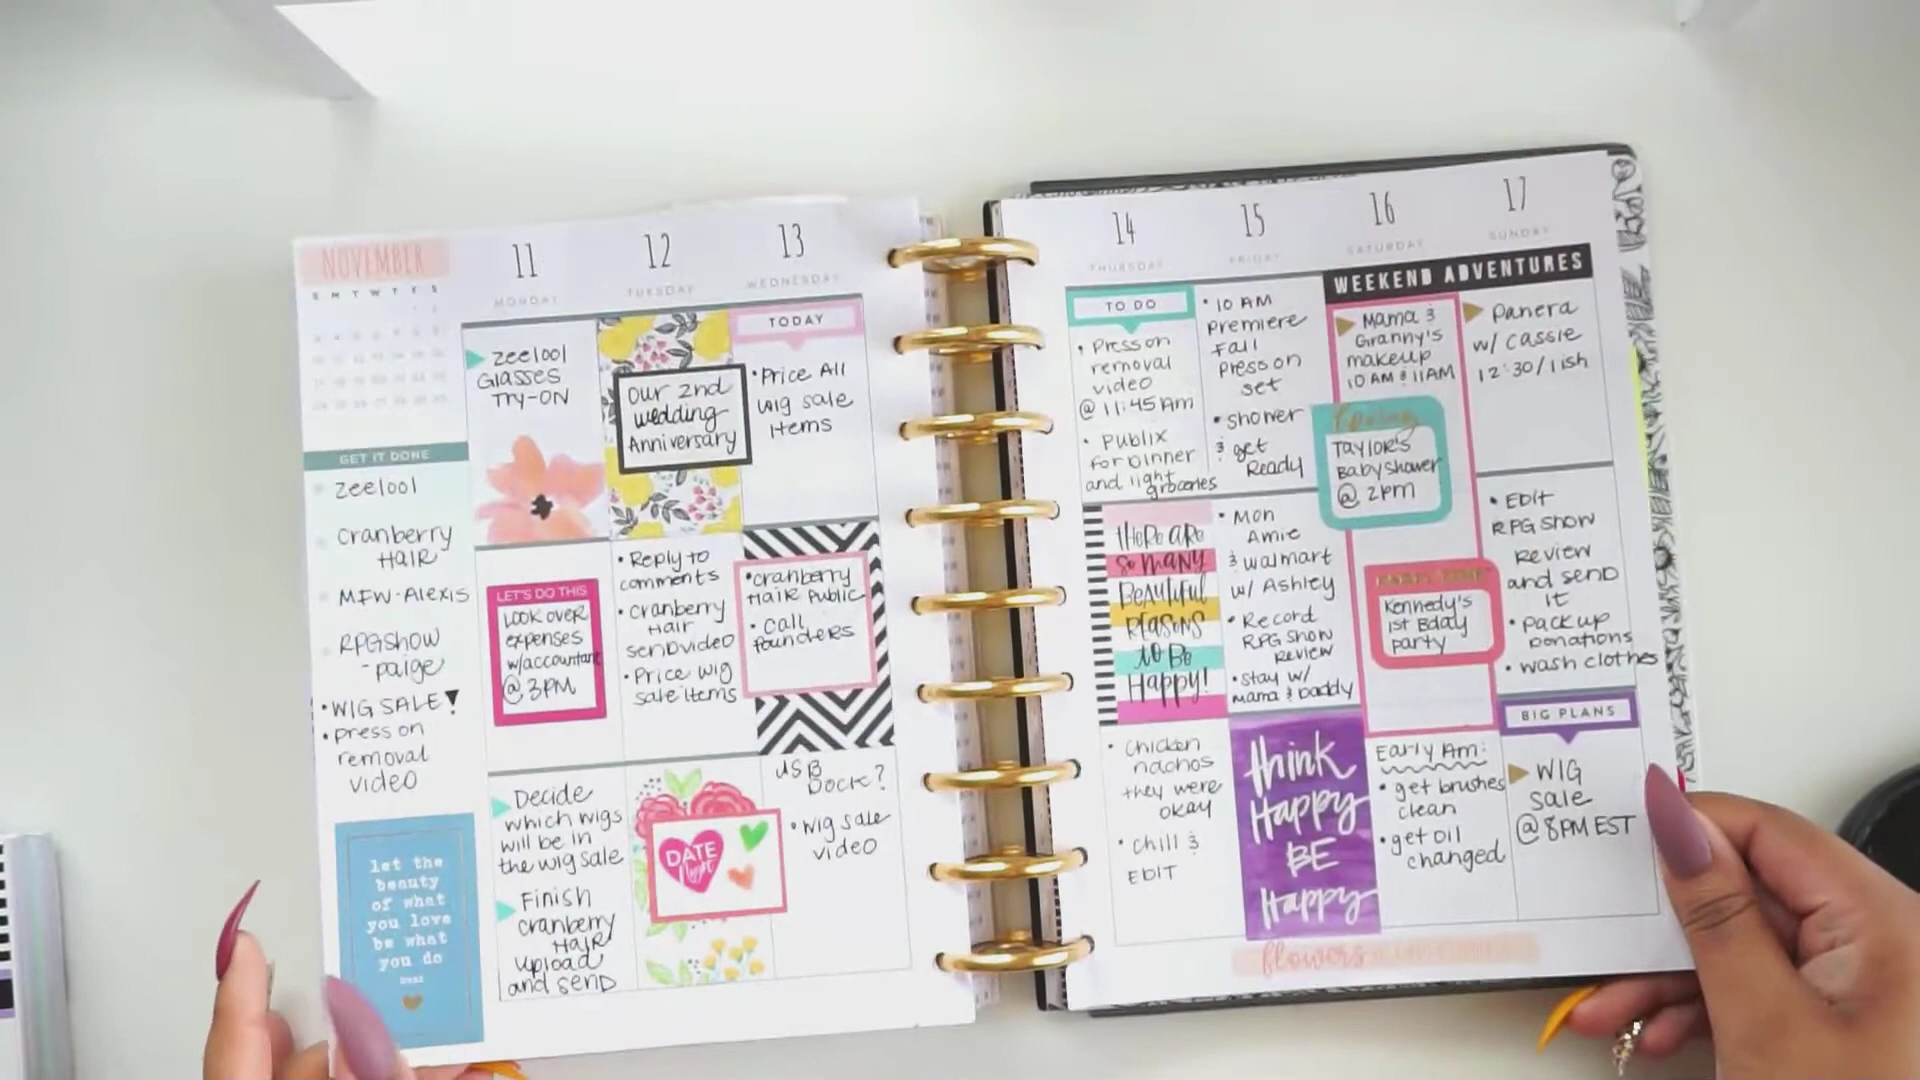 NOVEMBER
S M T W T F S
GET IT DONE
zeelool
Cranberry
HAIR
MFW-Alexis
RPGSHOW
-paige
• WIG SALE!
• press on
removal
video
let the
beauty
of what
you love
be what
you do
11
MONDAY
zeelool
Glasses
TRY-ON
LET'S DO THIS
LOOK over
expenses
w/accountant
@ 3PM
Decide
which wigs
will be in
the wig sale
Finish
cranberry
HAIR
upload
and send
12
TUESDAY
Our 2nd
wedding
Anniversary
• Reply to
comments
• Cranberry
Hair
send video
• Price wig
sale items
DATE
night
13
WEDNESDAY
TODAY
• Price All
wig sale
Items
• cranberry
Hair Public
• Call
founders
USB
Dock?
• wig sale
video
14
THURSDAY
TO DO
• Press on
removal
video
@ 11:45 Am
• Publix
for Dinner
and light
groceries
there are
so many
Beautiful
Reasons
to Be
Happy!
• Chicken
nachos
they were
okay
• Chill &
EDIT
15
FRIDAY
• 10 AM
Premiere
Fall
Press on
set
• shower
& get
Ready
• Mon
Amie
& walmart
w/ Ashley
• Record
RPG Show
Review
• stay w/
mama & daddy
think
Happy
BE
Happy
16
SATURDAY
WEEKEND ADVENTURES
Mama &
Granny's
makeup
10 AM & 11AM
TAYLOR'S
Baby shower
@ 2pm
Kennedy's
1st Bday
party
Early Am:
• get brushes
clean
• get oil
changed
17
SUNDAY
Panera
w/ Cassie
12:30/1ish
• EDIT
RPG Show
Review
and send
it
• pack up
Donations
• wash clothes
BIG PLANS
WIG
Sale
@ 8PM EST
flowers